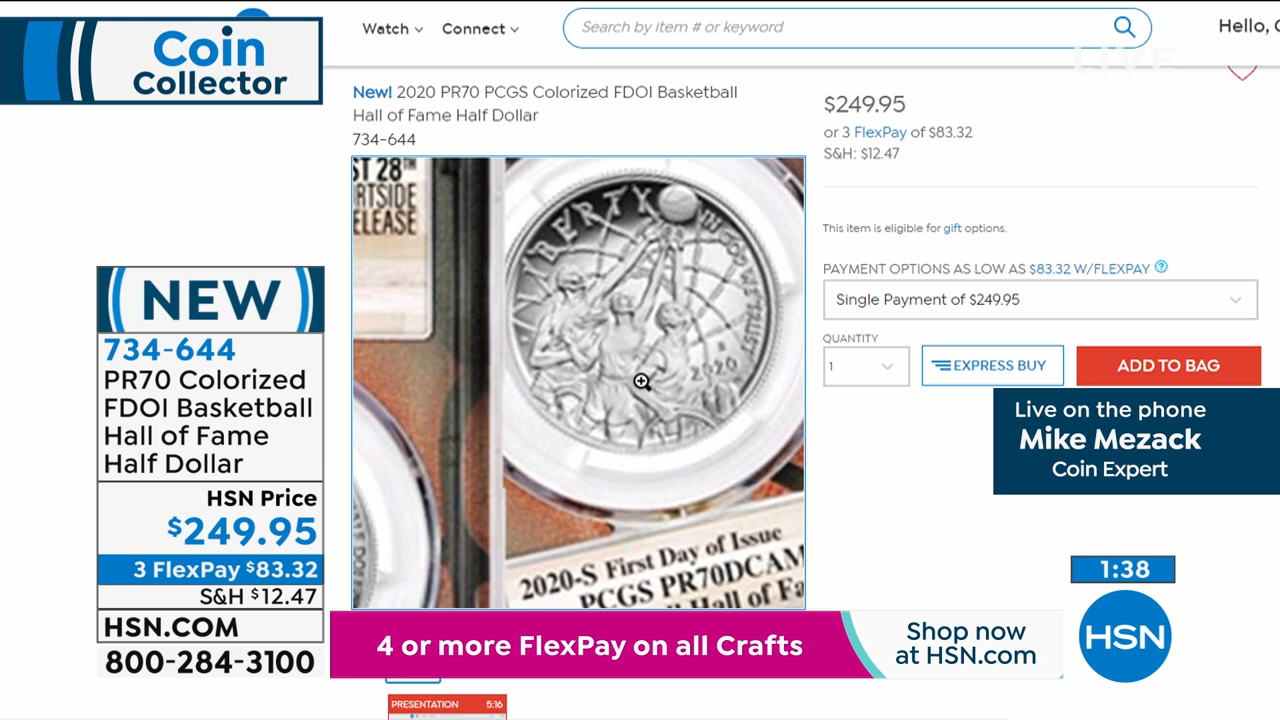 Coin
Collector
Watch
Connect
Search by item # or keyword
Hello,
LIVE
New! 2020 PR70 PCGS Colorized FDOI Basketball
Hall of Fame Half Dollar
734-644
$249.95
or 3 FlexPay of $83.32
S&H: $12.47
This item is eligible for gift options.
PAYMENT OPTIONS AS LOW AS $83.32 W/FLEXPAY ?
Single Payment of $249.95
QUANTITY
1
EXPRESS BUY
ADD TO BAG
28TH
LIBERTY
IN GOD WE TRUST
S
2020
2020-S First Day of Issue
PCGS PR70DCAM
Hall of
NEW
734-644
PR70 Colorized
FDOI Basketball
Hall of Fame
Half Dollar
HSN Price
$249.95
3 FlexPay $83.32
S&H $12.47
HSN.COM
800-284-3100
Live on the phone
Mike Mezack
Coin Expert
1:38
HSN
4 or more FlexPay on all Crafts
Shop now
at HSN.com
PRESENTATION 5:16